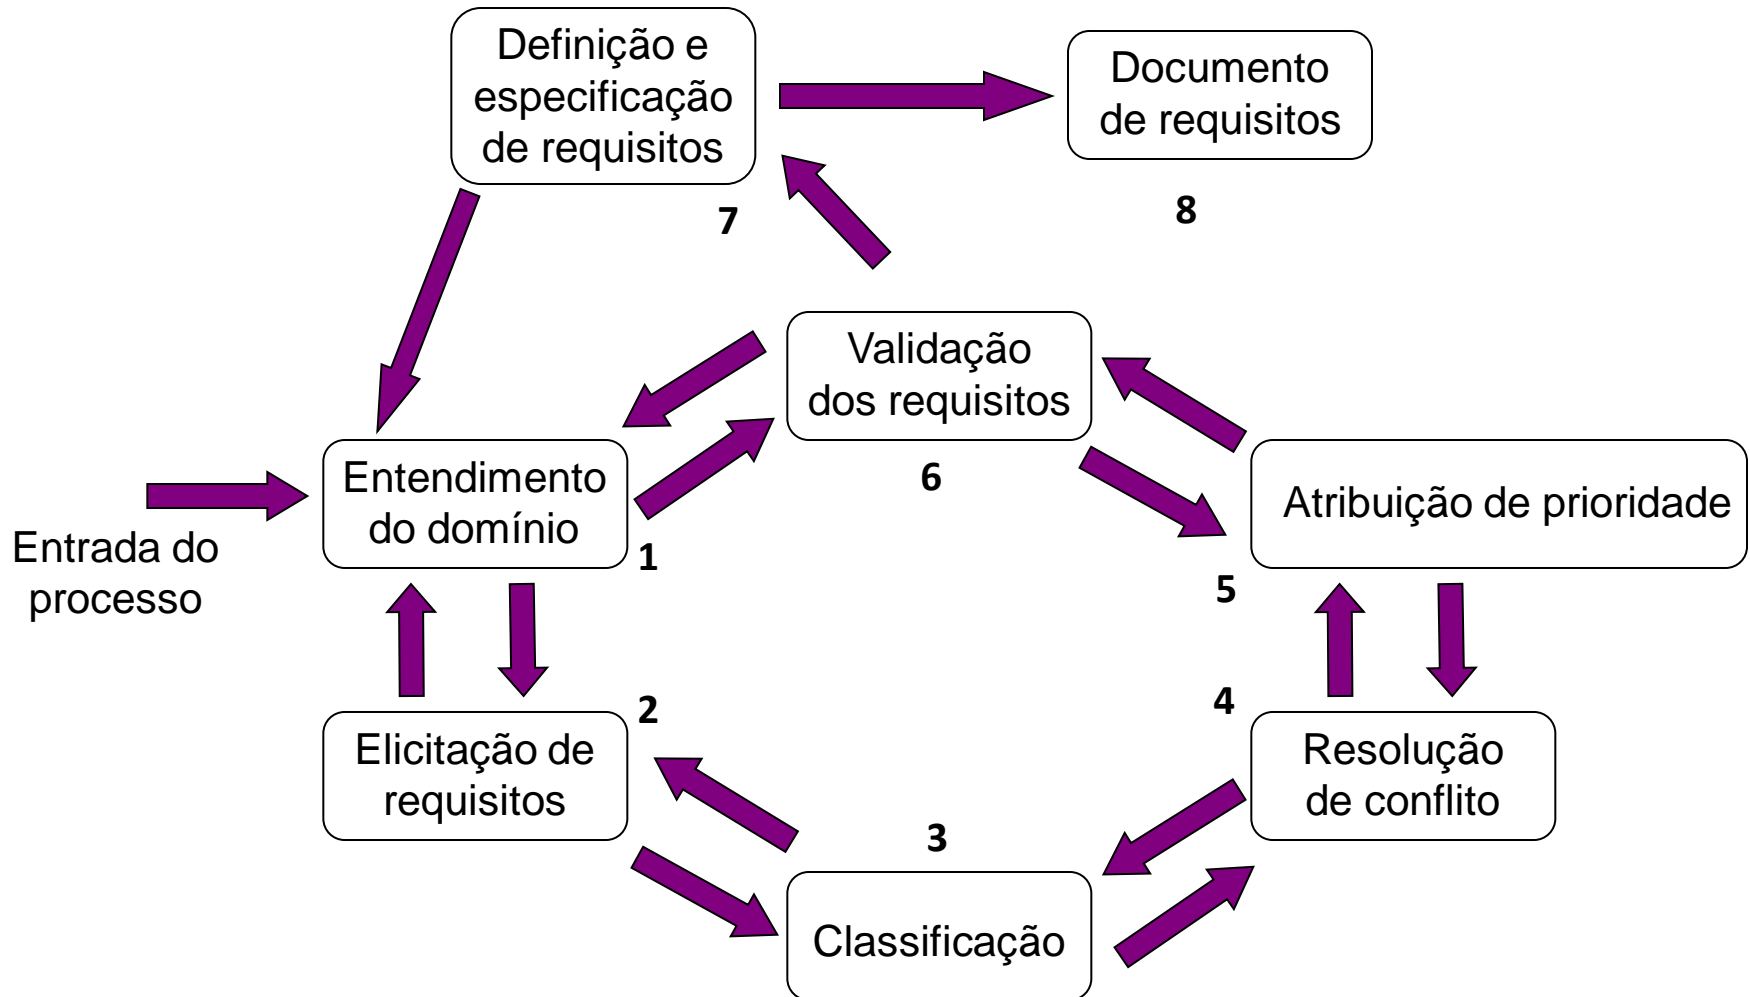 Definição e
especificação
de requisitos
7
Documento
de requisitos
8
Validação
dos requisitos
6
Entrada do
processo
Entendimento
do domínio
1
Atribuição de prioridade
5
Elicitação de
requisitos
2
Resolução
de conflito
4
3
Classificação